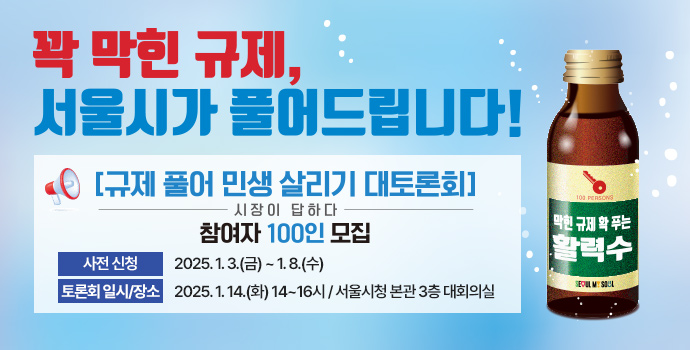 꽉 막힌 규제,
서울시가 풀어드립니다!
[규제 풀어 민생 살리기 대토론회]
시장이 답하다
참여자 100인 모집
사전 신청 2025. 1. 3.(금) ~ 1. 8.(수)
토론회 일시/장소 2025. 1. 14.(화) 14~16시 / 서울시청 본관 3층 대회의실
100 PERSONS
막힌 규제 확 푸는
활력수
SEOUL MY SOUL